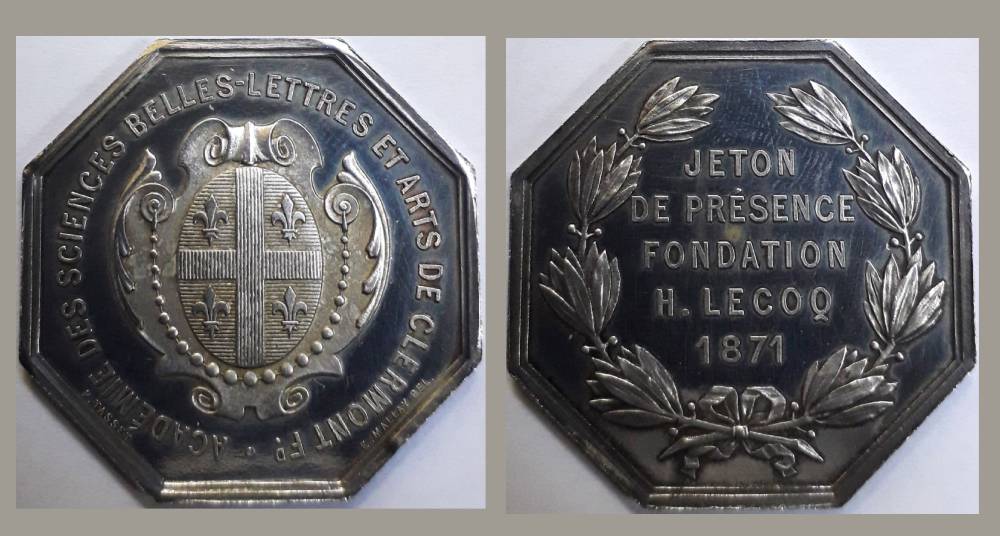 ACADÉMIE DES SCIENCES BELLES-LETTRES ET ARTS DE CLERMONT FD.
JETON
DE PRÉSENCE
FONDATION
H. LECOQ
1871